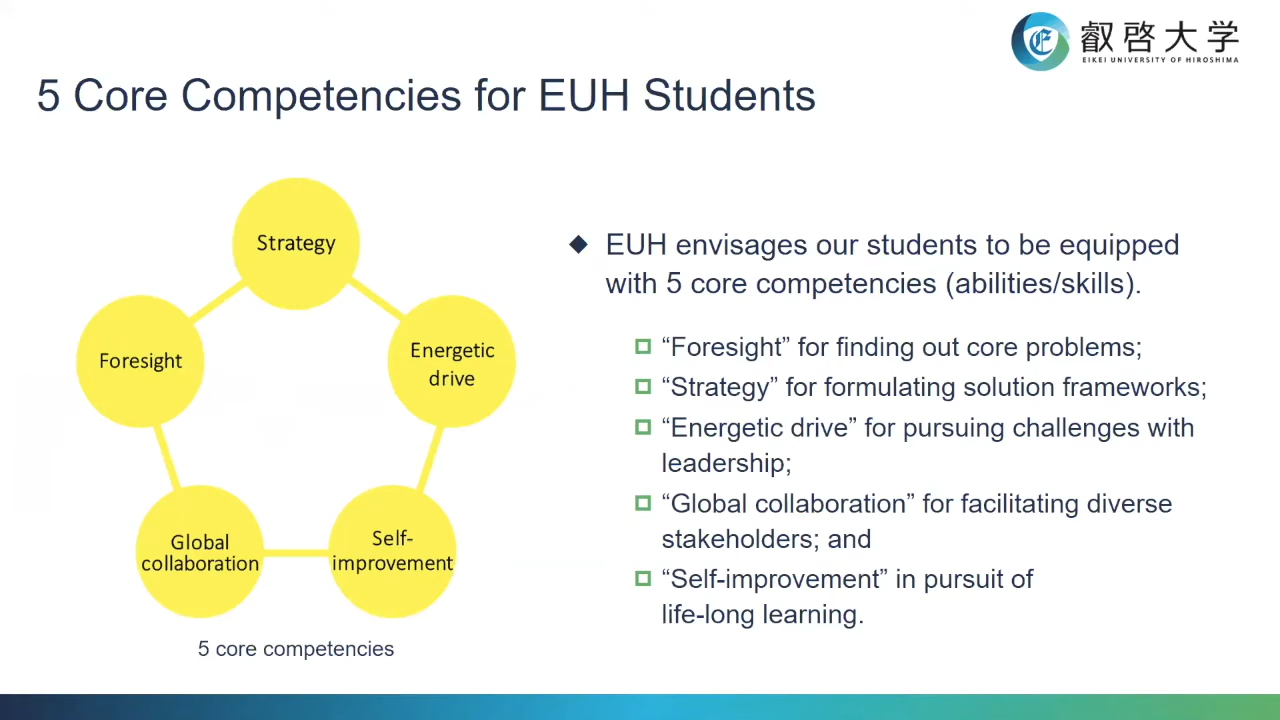 叡啓大学
EIKEI UNIVERSITY OF HIROSHIMA
5 Core Competencies for EUH Students
Strategy
Foresight
Energetic
drive
Global
collaboration
Self-
improvement
5 core competencies
EUH envisages our students to be equipped
with 5 core competencies (abilities/skills).
“Foresight” for finding out core problems;
“Strategy” for formulating solution frameworks;
“Energetic drive” for pursuing challenges with
leadership;
“Global collaboration” for facilitating diverse
stakeholders; and
“Self-improvement” in pursuit of
life-long learning.